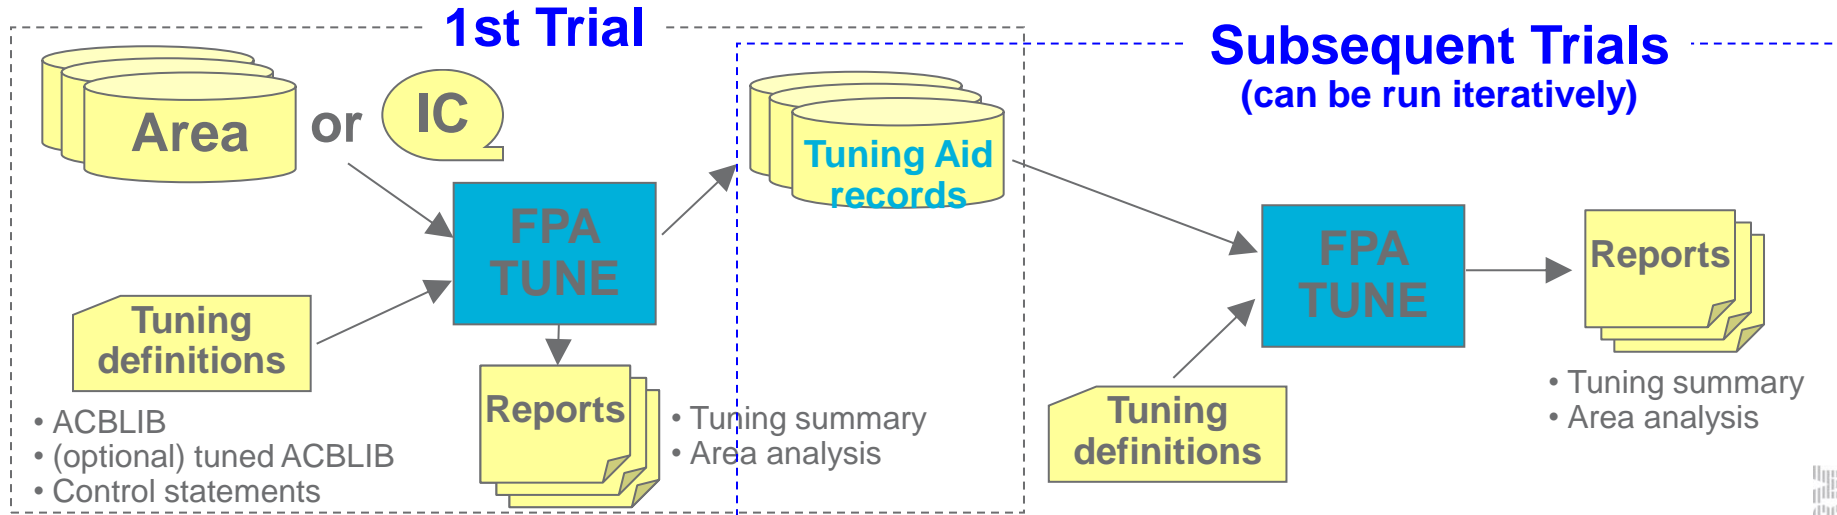 1st Trial
Subsequent Trials
(can be run iteratively)
Area
or
IC
Tuning Aid
records
FPA
TUNE
Tuning
definitions
• ACBLIB
• (optional) tuned ACBLIB
• Control statements
Reports
• Tuning summary
• Area analysis
FPA
TUNE
Tuning
definitions
Reports
• Tuning summary
• Area analysis